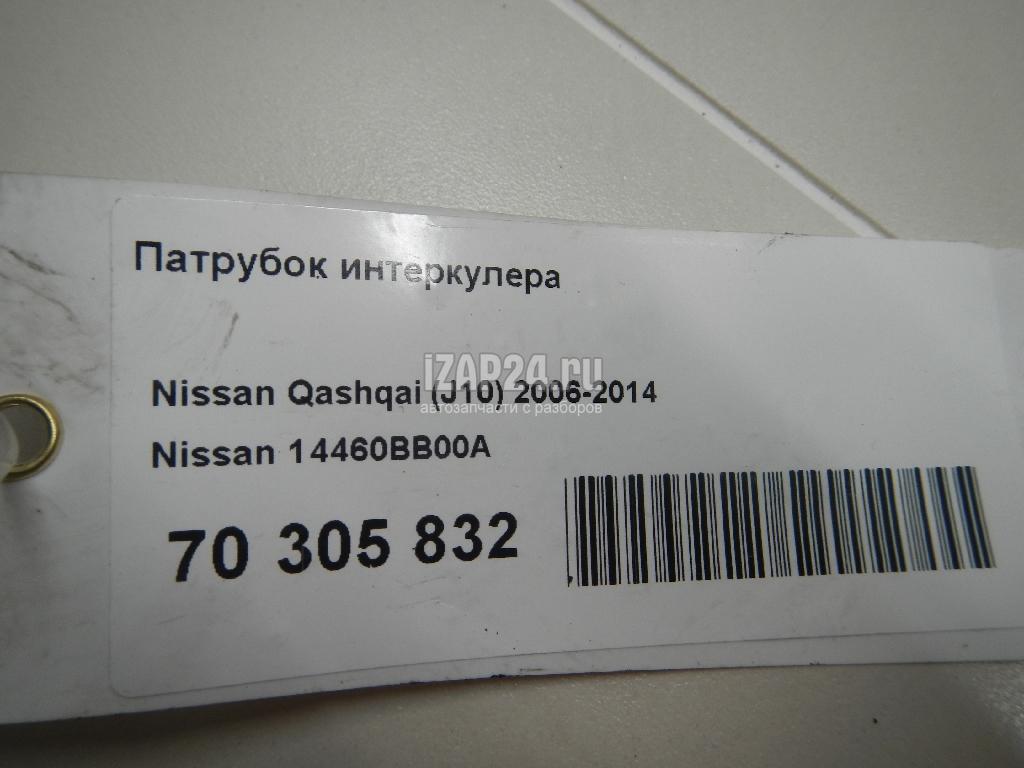 Патрубок интеркулера
iZAP24.ru
Nissan Qashqai (J10) 2006-2014
автозапчасти с разборов
Nissan 14460BB00A
70 305 832